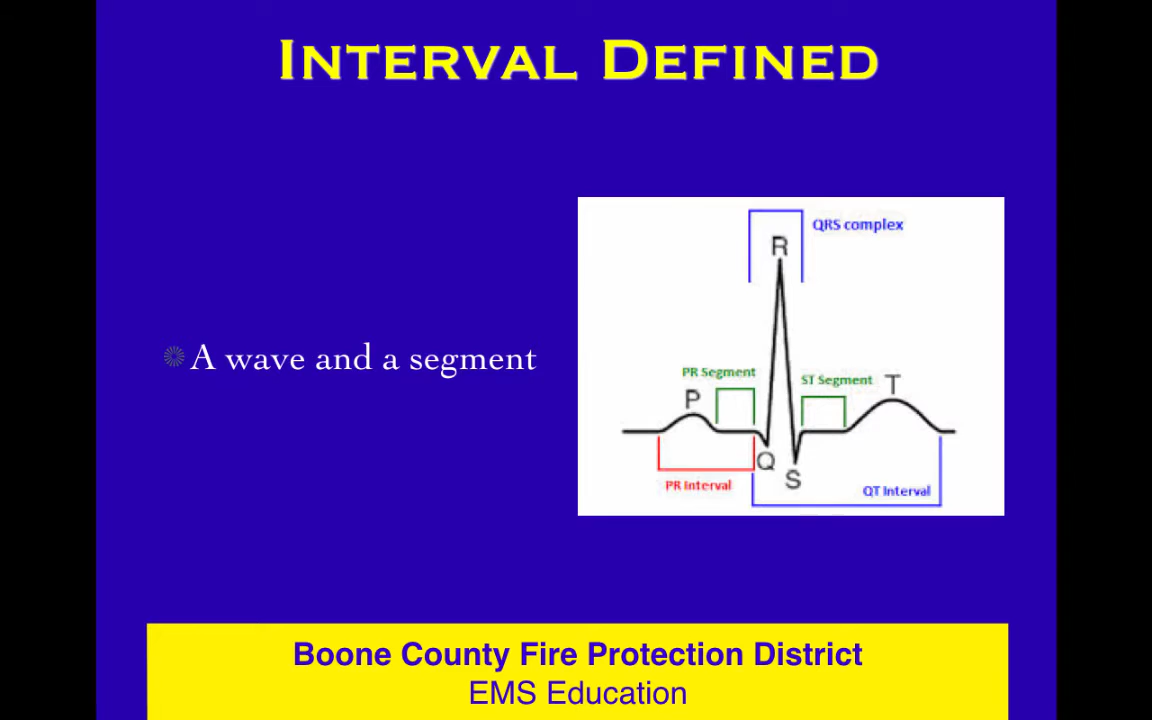 INTERVAL DEFINED
A wave and a segment
QRS complex
R
PR Segment
ST Segment
P
T
Q
S
PR Interval
QT Interval
Boone County Fire Protection District
EMS Education